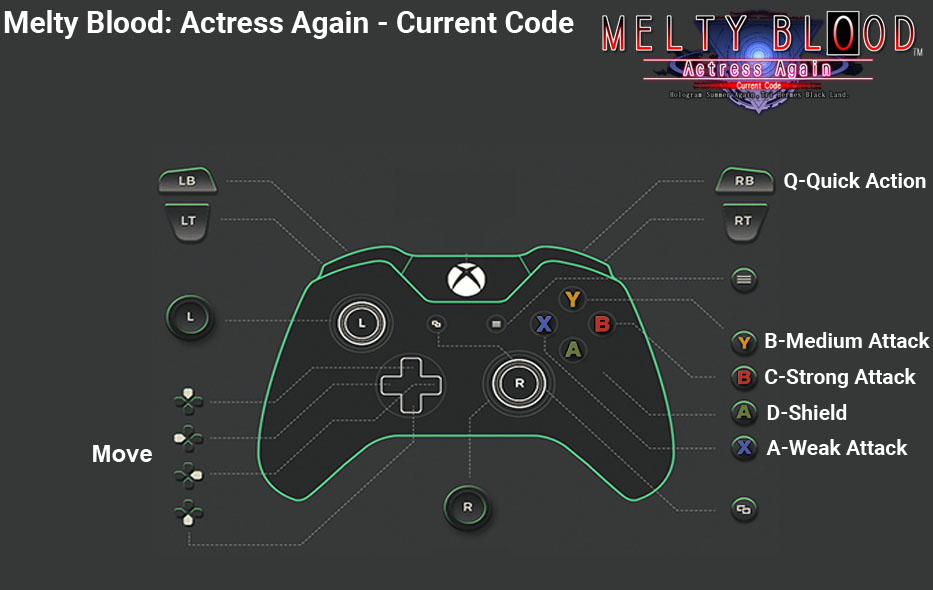 Melty Blood: Actress Again - Current Code
MELTY BLOOD
TM
Actress Again
Current Code
LB
RB
Q-Quick Action
LT
RT
Y
L
L
X
B
A
Y
B-Medium Attack
R
B
C-Strong Attack
A
D-Shield
Move
X
A-Weak Attack
R